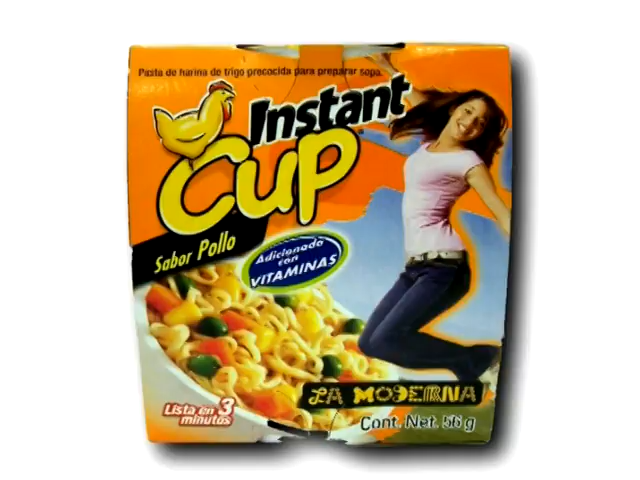 Pasta de harina de trigo precocida para preparar sopa.
Instant
Cup
Sabor Pollo
Adicionada
con
VITAMINAS
LA MODERNA
Lista en 3
minutos
Cont. Net. 56 g